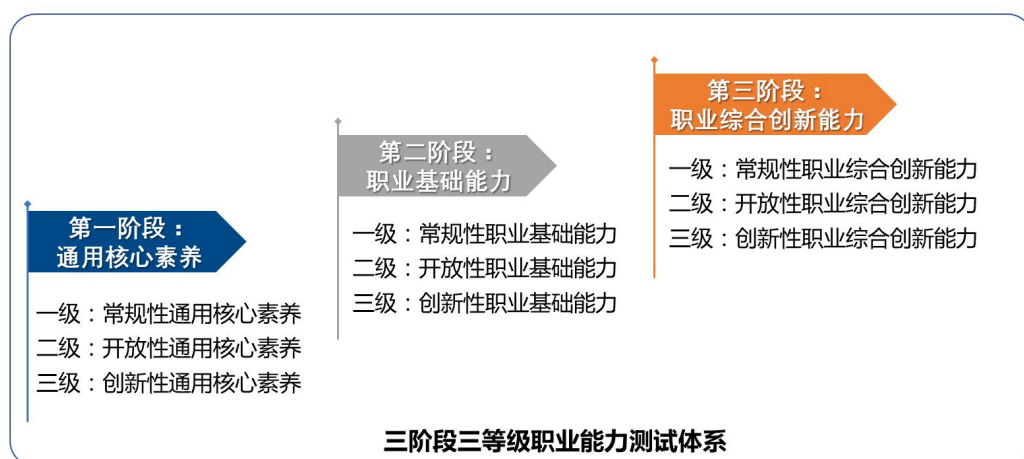 第一阶段：
通用核心素养
一级：常规性通用核心素养
二级：开放性通用核心素养
三级：创新性通用核心素养
第二阶段：
职业基础能力
一级：常规性职业基础能力
二级：开放性职业基础能力
三级：创新性职业基础能力
第三阶段：
职业综合创新能力
一级：常规性职业综合创新能力
二级：开放性职业综合创新能力
三级：创新性职业综合创新能力
三阶段三等级职业能力测试体系